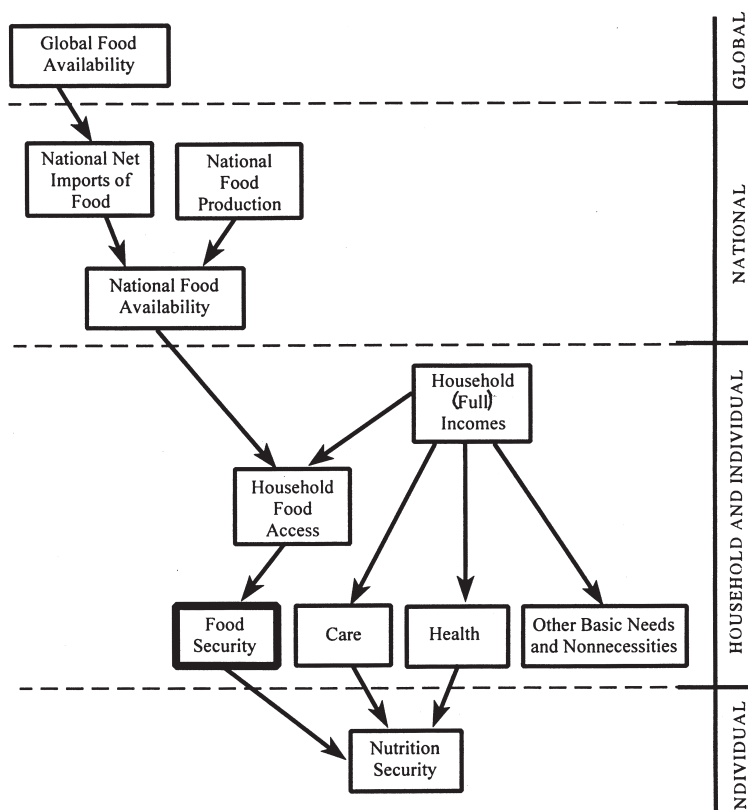 Global Food
Availability
GLOBAL
National Net
Imports of
Food
National
Food
Production
NATIONAL
National Food
Availability
Household
(Full)
Incomes
HOUSEHOLD AND INDIVIDUAL
Household
Food
Access
Food
Security
Care
Health
Other Basic Needs
and Nonnecessities
Nutrition
Security
INDIVIDUAL